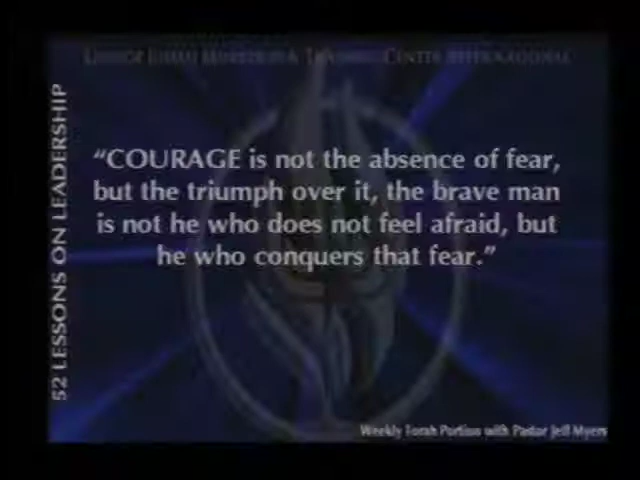 CENTER INTERNATIONAL
52 LESSONS ON LEADERSHIP
“COURAGE is not the absence of fear,
but the triumph over it, the brave man
is not he who does not feel afraid, but
he who conquers that fear.”
Weekly Torah Portion with Pastor Jeff Myers